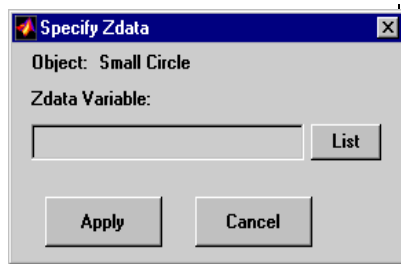 Specify Zdata
Object: Small Circle
Zdata Variable:
List
Apply Cancel